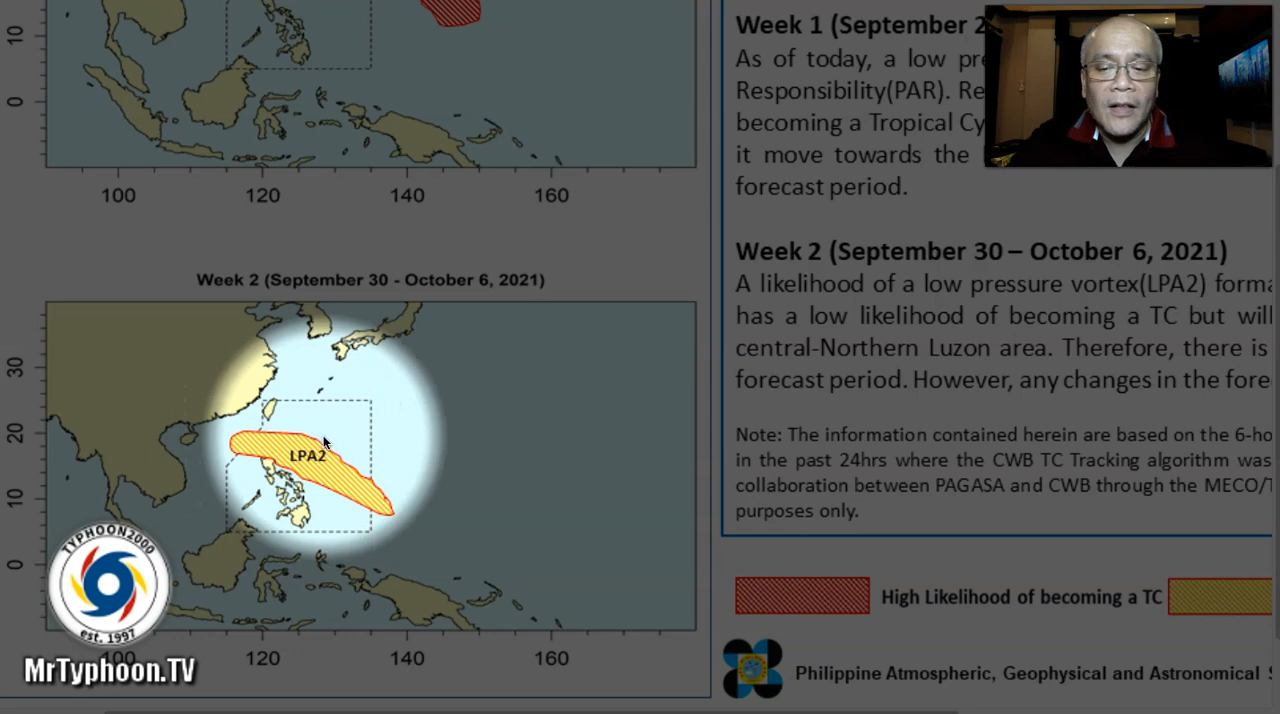 10
0
100 120 140 160
Week 2 (September 30 - October 6, 2021)
30
20
10
0
LPA2
100 120 140 160
TYPHOON2000
est. 1997
MrTyphoon.TV
Week 1 (September 2
As of today, a low pre
Responsibility(PAR). Re
becoming a Tropical Cy
it move towards the
forecast period.
Week 2 (September 30 – October 6, 2021)
A likelihood of a low pressure vortex(LPA2) forma
has a low likelihood of becoming a TC but will
central-Northern Luzon area. Therefore, there is
forecast period. However, any changes in the fore
Note: The information contained herein are based on the 6-ho
in the past 24hrs where the CWB TC Tracking algorithm was
collaboration between PAGASA and CWB through the MECO/T
purposes only.
High Likelihood of becoming a TC
Philippine Atmospheric, Geophysical and Astronomical S